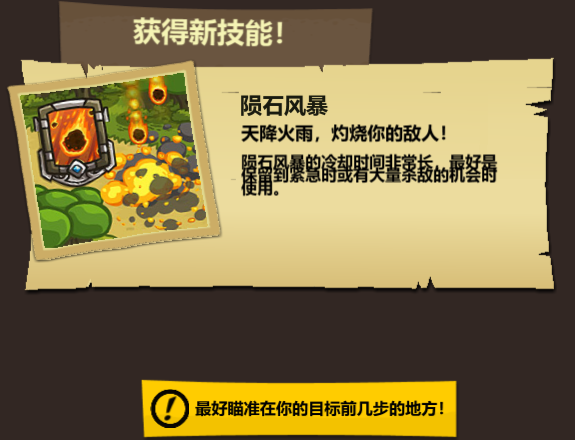 获得新技能！
陨石风暴
天降火雨，灼烧你的敌人！
陨石风暴的冷却时间非常长，最好是
保留到紧急时或有大量杀敌的机会时
使用。
最好瞄准在你的目标前几步的地方！